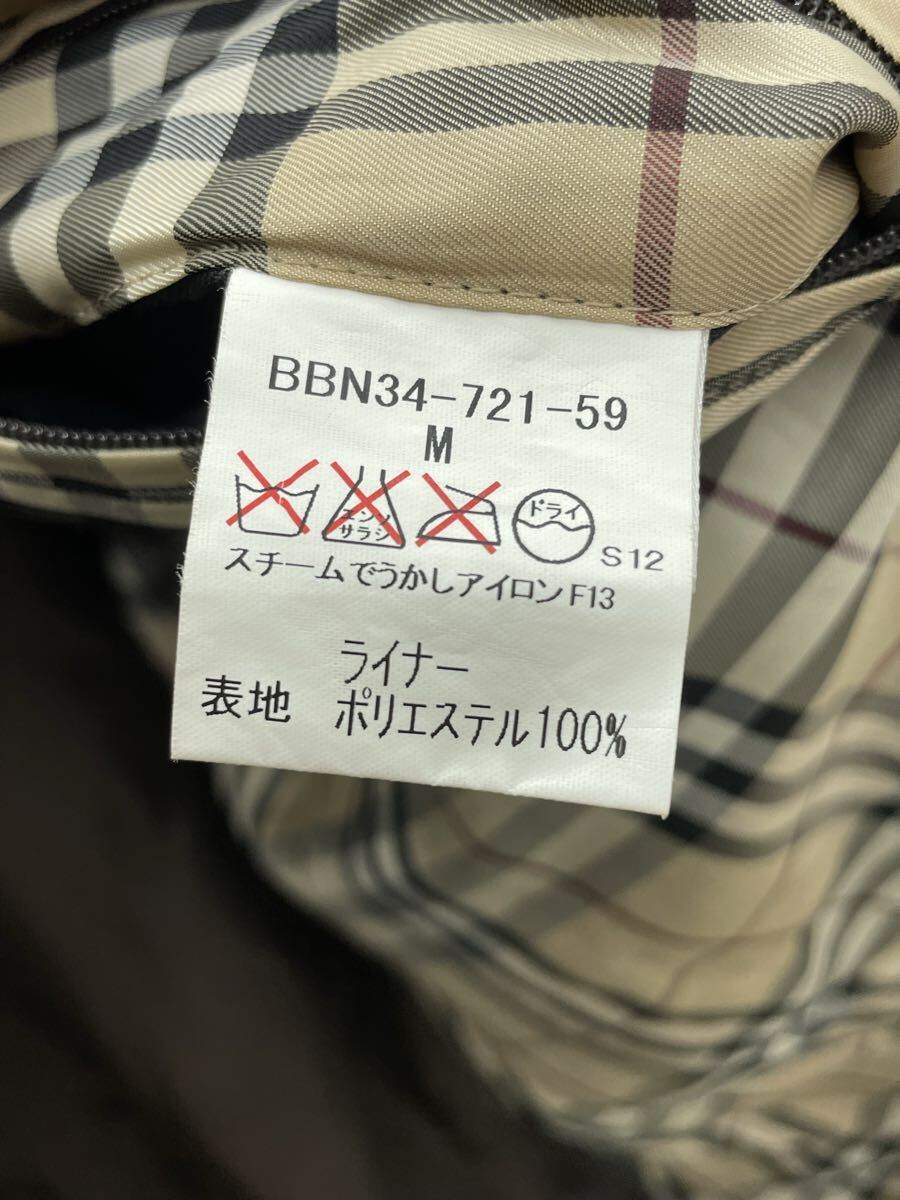 BBN34-721-59
M
エンソ
サラシ
ドライ
S12
スチームでうかしアイロンF13
ライナー
表地 ポリエステル100%